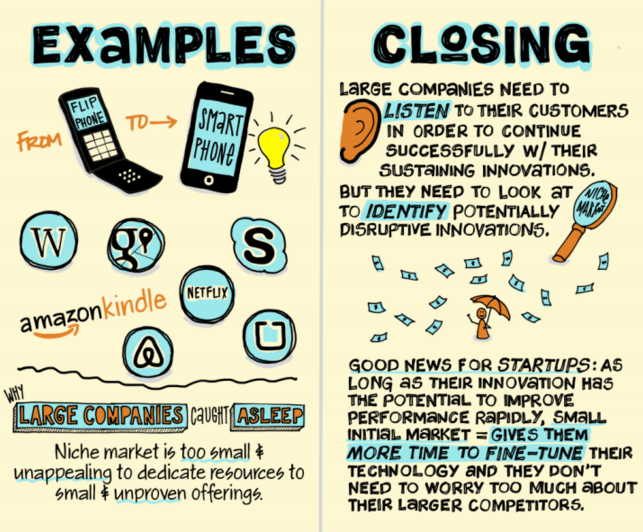 EXAMPLES
FROM
FLIP
PHONE
TO
SMART
PHONE
W
g
S
NETFLIX
amazonkindle
WHY
LARGE COMPANIES CAUGHT ASLEEP
Niche market is too small &
unappealing to dedicate resources to
small & unproven offerings.
CLOSING
LARGE COMPANIES NEED TO
LISTEN TO THEIR CUSTOMERS
IN ORDER TO CONTINUE
SUCCESSFULLY W/ THEIR
SUSTAINING INNOVATIONS.
BUT THEY NEED TO LOOK AT
TO IDENTIFY POTENTIALLY
DISRUPTIVE INNOVATIONS.
NICHE
MARKET
GOOD NEWS FOR STARTUPS: AS
LONG AS THEIR INNOVATION HAS
THE POTENTIAL TO IMPROVE
PERFORMANCE RAPIDLY, SMALL
INITIAL MARKET = GIVES THEM
MORE TIME TO FINE-TUNE THEIR
TECHNOLOGY AND THEY DON'T
NEED TO WORRY TOO MUCH ABOUT
THEIR LARGER COMPETITORS.